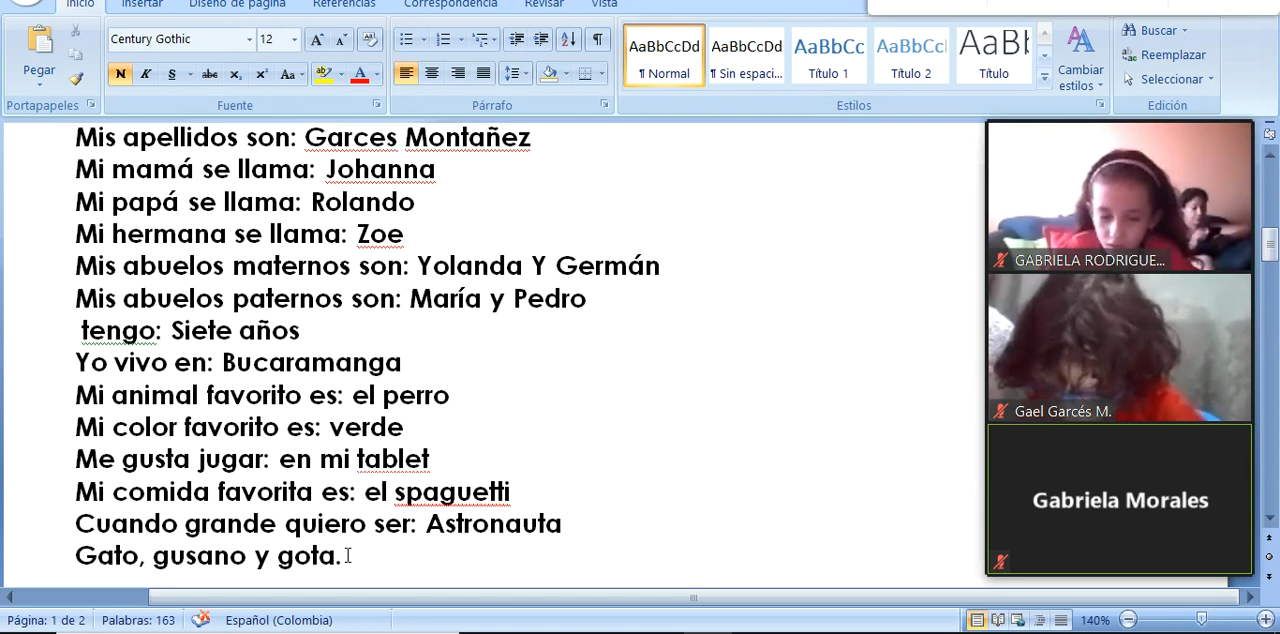 Inicio Insertar Diseño de página Referencias Correspondencia Revisar Vista
Century Gothic 12
Pegar
N K S abc x₂ x² Aa
AaBbCcDd AaBbCcDd AaBbCc AaBbCc AaBb
¶ Normal ¶ Sin espaci... Título 1 Título 2 Título
Cambiar estilos
Buscar
Reemplazar
Seleccionar
Portapapeles Fuente Párrafo Estilos Edición
Mis apellidos son: Garces Montañez
Mi mamá se llama: Johanna
Mi papá se llama: Rolando
Mi hermana se llama: Zoe
Mis abuelos maternos son: Yolanda Y Germán
Mis abuelos paternos son: María y Pedro
tengo: Siete años
Yo vivo en: Bucaramanga
Mi animal favorito es: el perro
Mi color favorito es: verde
Me gusta jugar: en mi tablet
Mi comida favorita es: el spaguetti
Cuando grande quiero ser: Astronauta
Gato, gusano y gota.
GABRIELA RODRIGUE...
Gael Garcés M.
Gabriela Morales
Página: 1 de 2 Palabras: 163 Español (Colombia) 140%